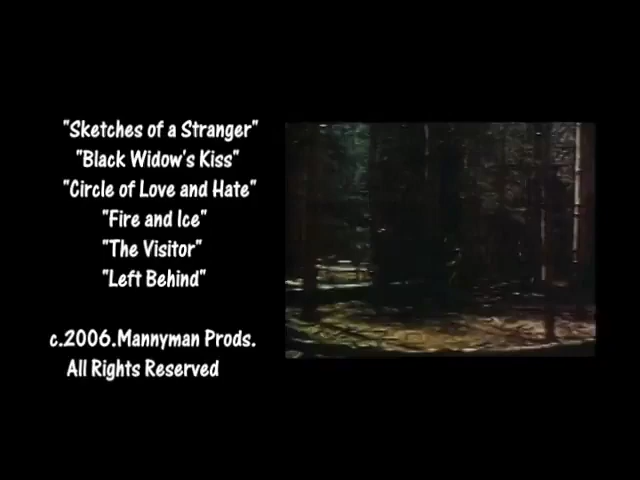 "Sketches of a Stranger"
"Black Widow's Kiss"
"Circle of Love and Hate"
"Fire and Ice"
"The Visitor"
"Left Behind"
c.2006.Mannyman Prods.
All Rights Reserved